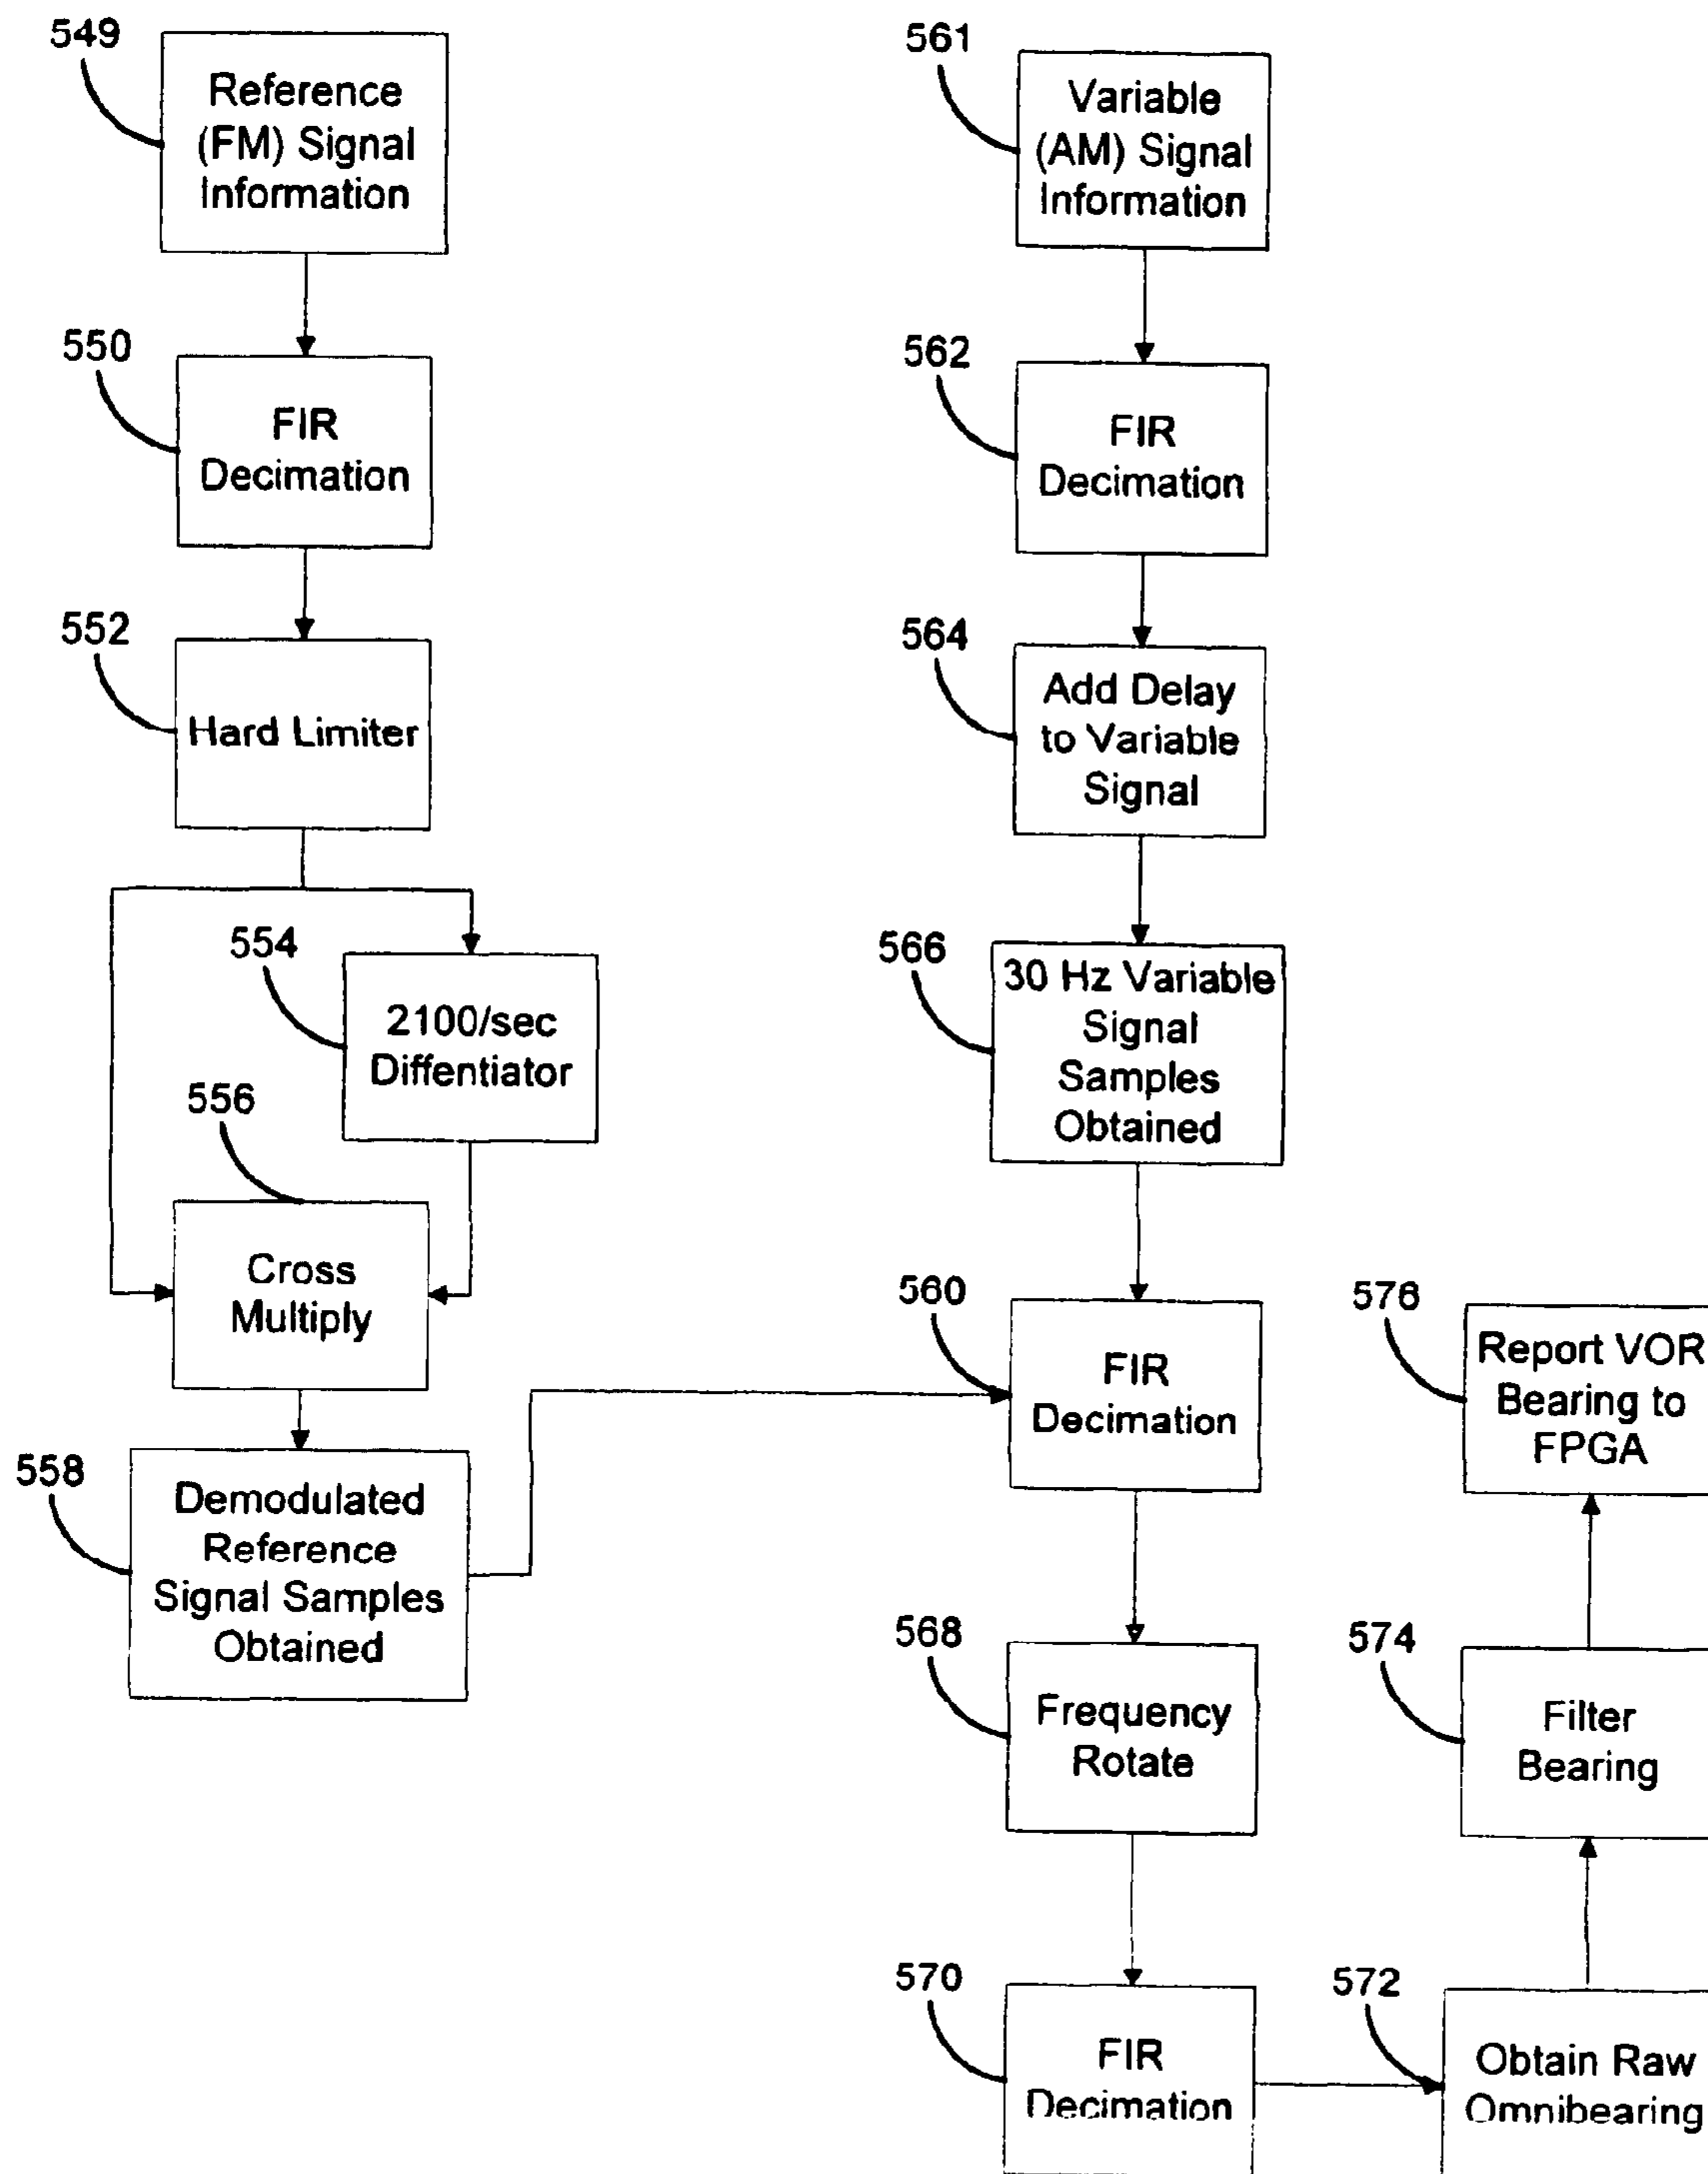 549
Reference
(FM) Signal
Information
550
FIR
Decimation
552
Hard Limiter
554
2100/sec
Diffentiator
556
Cross
Multiply
558
Demodulated
Reference
Signal Samples
Obtained
561
Variable
(AM) Signal
Information
562
FIR
Decimation
564
Add Delay
to Variable
Signal
566
30 Hz Variable
Signal
Samples
Obtained
560
FIR
Decimation
568
Frequency
Rotate
570
FIR
Decimation
572
Obtain Raw
Omnibearing
574
Filter
Bearing
576
Report VOR
Bearing to
FPGA